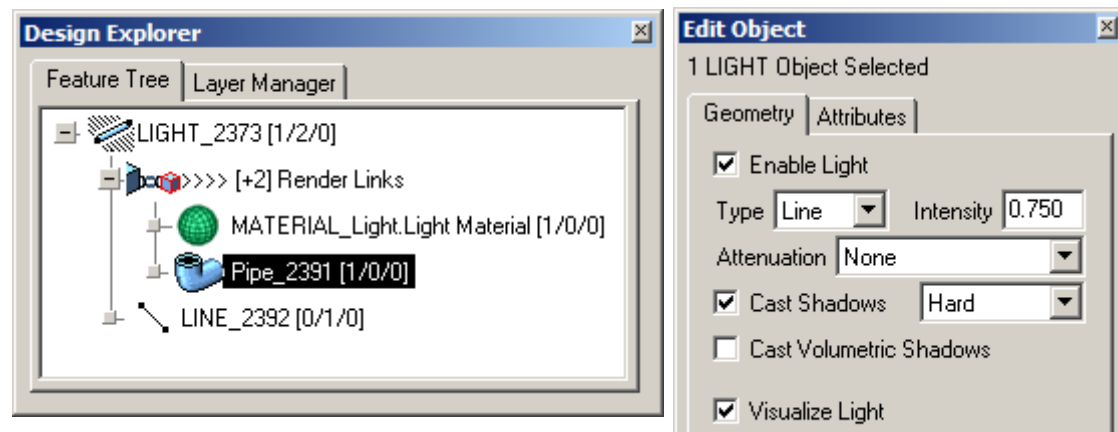 Design Explorer
Feature Tree
Layer Manager
LIGHT_2373 [1/2/0]
>>>> [+2] Render Links
MATERIAL_Light.Light Material [1/0/0]
Pipe_2391 [1/0/0]
LINE_2392 [0/1/0]
Edit Object
1 LIGHT Object Selected
Geometry
Attributes
Enable Light
Type Line Intensity 0.750
Attenuation None
Cast Shadows Hard
Cast Volumetric Shadows
Visualize Light